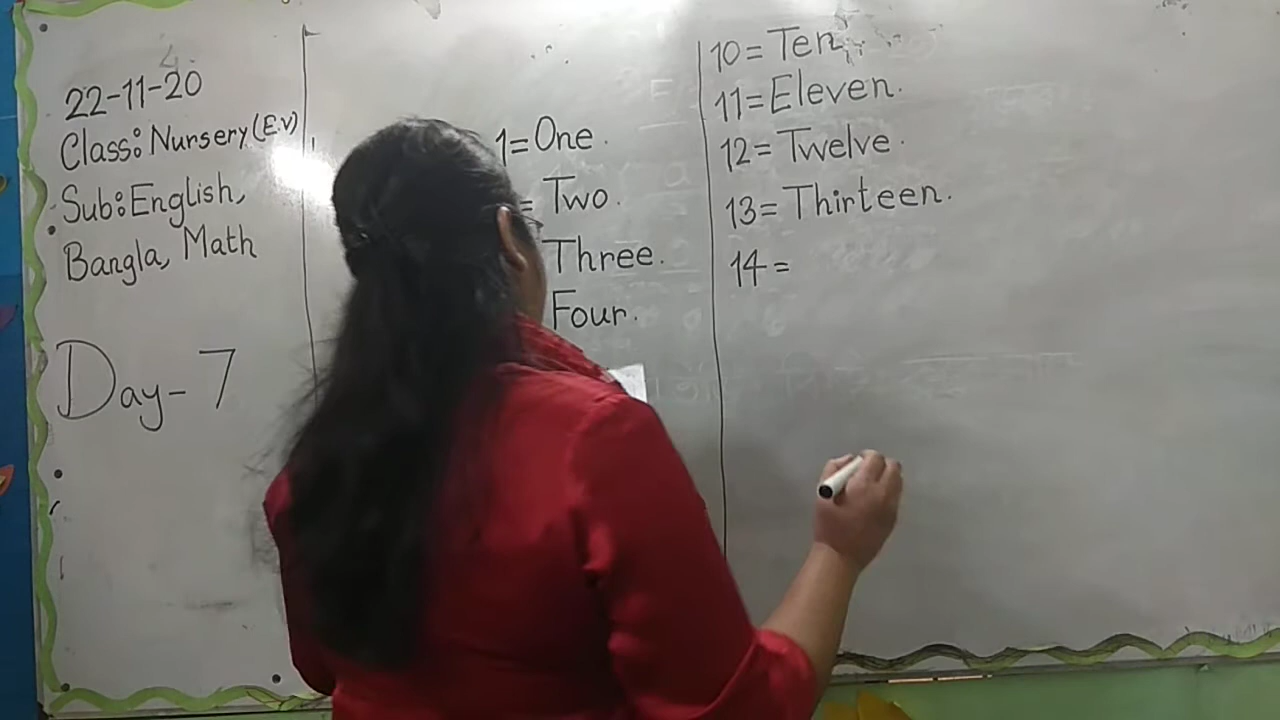 22-11-20
Class: Nursery (E.V)
Sub: English,
Bangla, Math
Day-7
1=One.
= Two.
Three.
Four.
10=Ten.
11=Eleven.
12=Twelve.
13=Thirteen.
14=